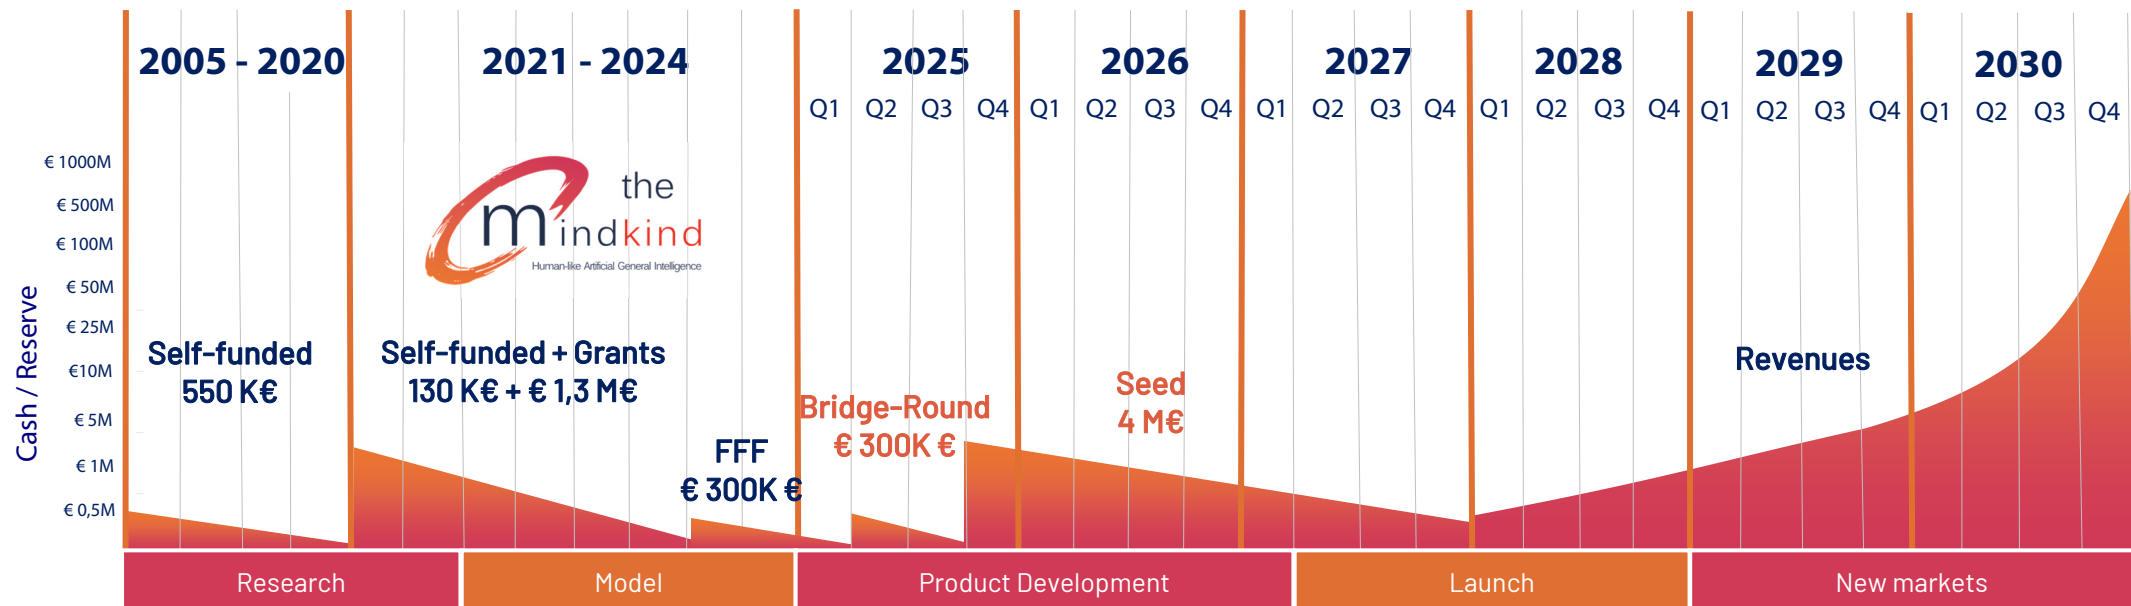 2005 - 2020
2021 - 2024
2025
2026
2027
2028
2029
2030
Q1 Q2 Q3 Q4 Q1 Q2 Q3 Q4 Q1 Q2 Q3 Q4 Q1 Q2 Q3 Q4 Q1 Q2 Q3 Q4 Q1 Q2 Q3 Q4
Cash / Reserve
€ 1000M
€ 500M
€ 100M
€ 50M
€ 25M
€10M
€ 5M
€ 1M
€ 0,5M
the
mindkind
Human-like Artificial General Intelligence
Self-funded
550 K€
Self-funded + Grants
130 K€ + € 1,3 M€
FFF
€ 300K €
Bridge-Round
€ 300K €
Seed
4 M€
Revenues
Research
Model
Product Development
Launch
New markets